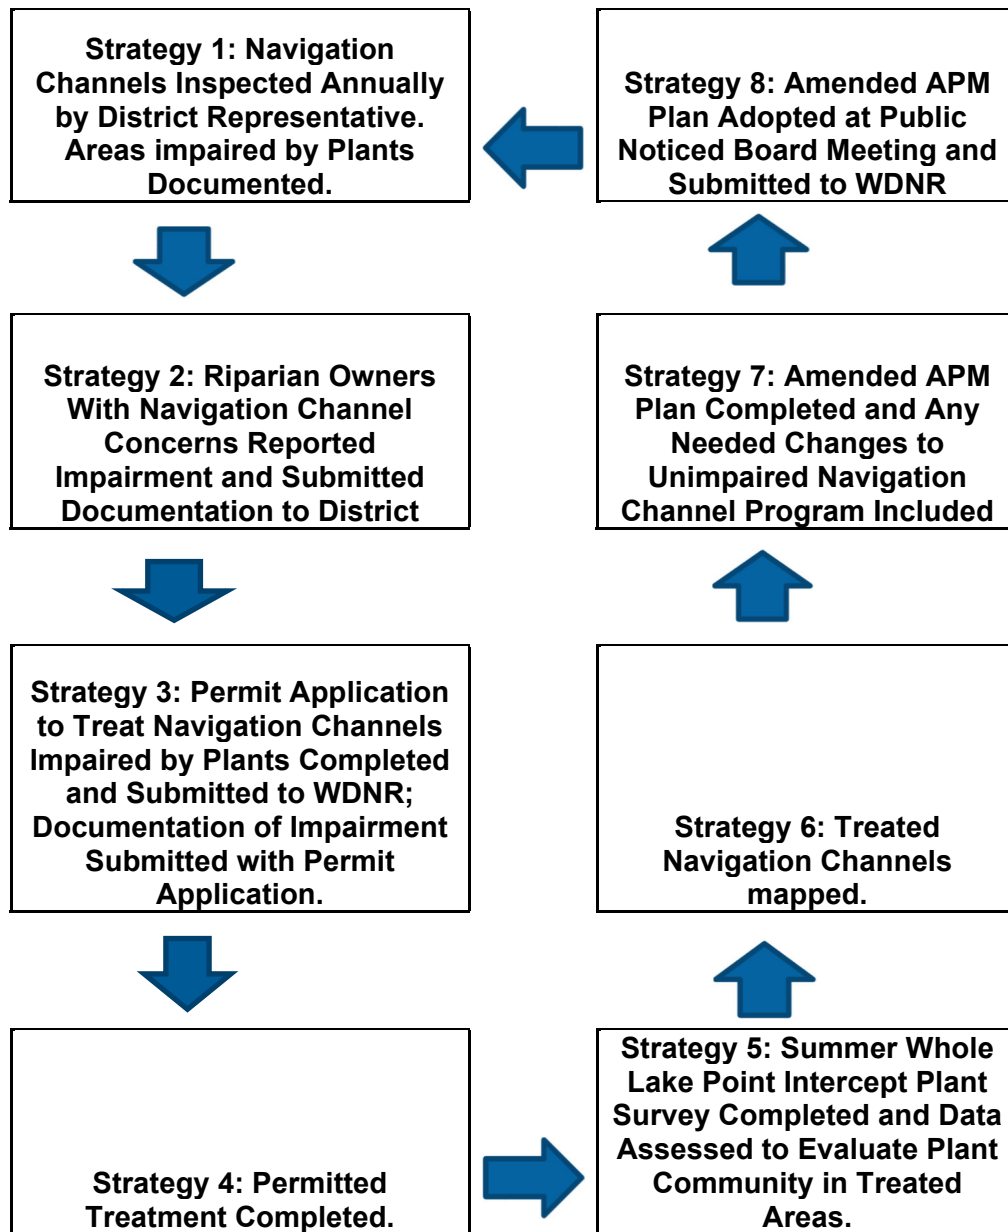 Strategy 1: Navigation
Channels Inspected Annually
by District Representative.
Areas impaired by Plants
Documented.
Strategy 2: Riparian Owners
With Navigation Channel
Concerns Reported
Impairment and Submitted
Documentation to District
Strategy 3: Permit Application
to Treat Navigation Channels
Impaired by Plants Completed
and Submitted to WDNR;
Documentation of Impairment
Submitted with Permit
Application.
Strategy 4: Permitted
Treatment Completed.
Strategy 5: Summer Whole
Lake Point Intercept Plant
Survey Completed and Data
Assessed to Evaluate Plant
Community in Treated
Areas.
Strategy 6: Treated
Navigation Channels
mapped.
Strategy 7: Amended APM
Plan Completed and Any
Needed Changes to
Unimpaired Navigation
Channel Program Included
Strategy 8: Amended APM
Plan Adopted at Public
Noticed Board Meeting and
Submitted to WDNR